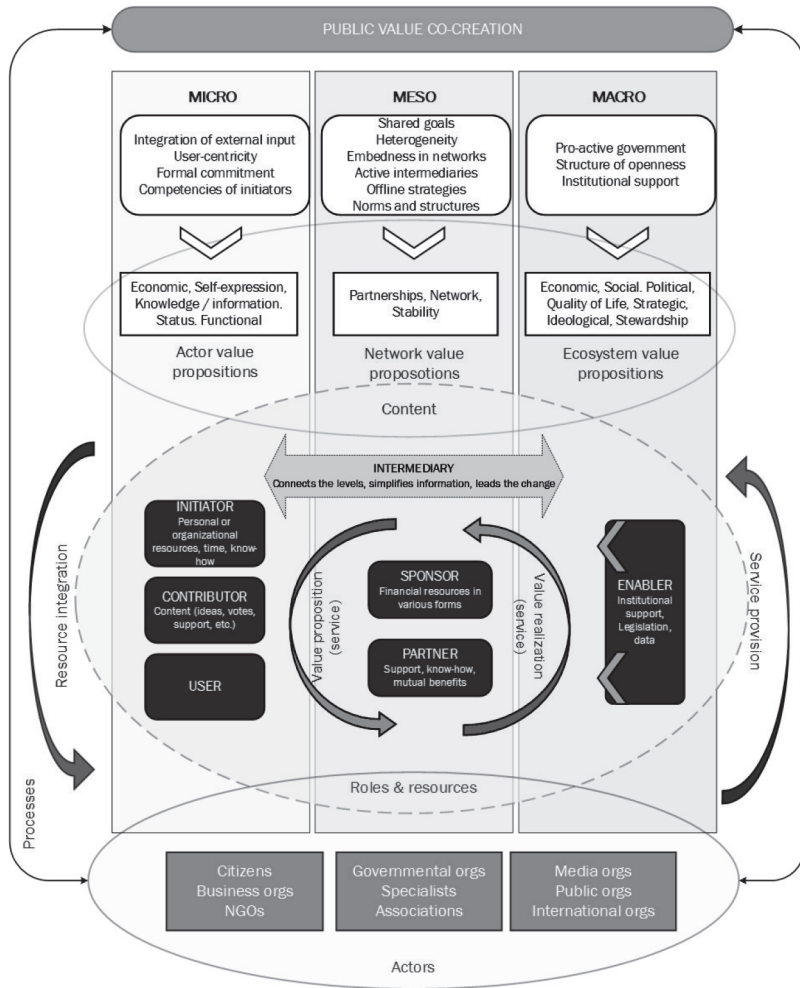 PUBLIC VALUE CO-CREATION
MICRO
Integration of external input
User-centricity
Formal commitment
Competencies of initiators
MESO
Shared goals
Heterogeneity
Embedness in networks
Active intermediaries
Offline strategies
Norms and structures
MACRO
Pro-active government
Structure of openness
Institutional support
Economic, Self-expression,
Knowledge / information.
Status. Functional
Actor value
propositions
Partnerships, Network,
Stability
Network value
proposotions
Economic, Social. Political,
Quality of Life, Strategic,
Ideological, Stewardship
Ecosystem value
propositions
Content
INTERMEDIARY
Connects the levels, simplifies information, leads the change
Resource integration
INITIATOR
Personal or
organizational
resources, time, know-
how
CONTRIBUTOR
Content (ideas, votes,
support, etc.)
USER
Value proposition
(service)
SPONSOR
Financial resources in
various forms
PARTNER
Support, know-how,
mutual benefits
Value realization
(service)
ENABLER
Institutional
support,
Legislation,
data
Service provision
Roles & resources
Processes
Citizens
Business orgs
NGOs
Governmental orgs
Specialists
Associations
Media orgs
Public orgs
International orgs
Actors